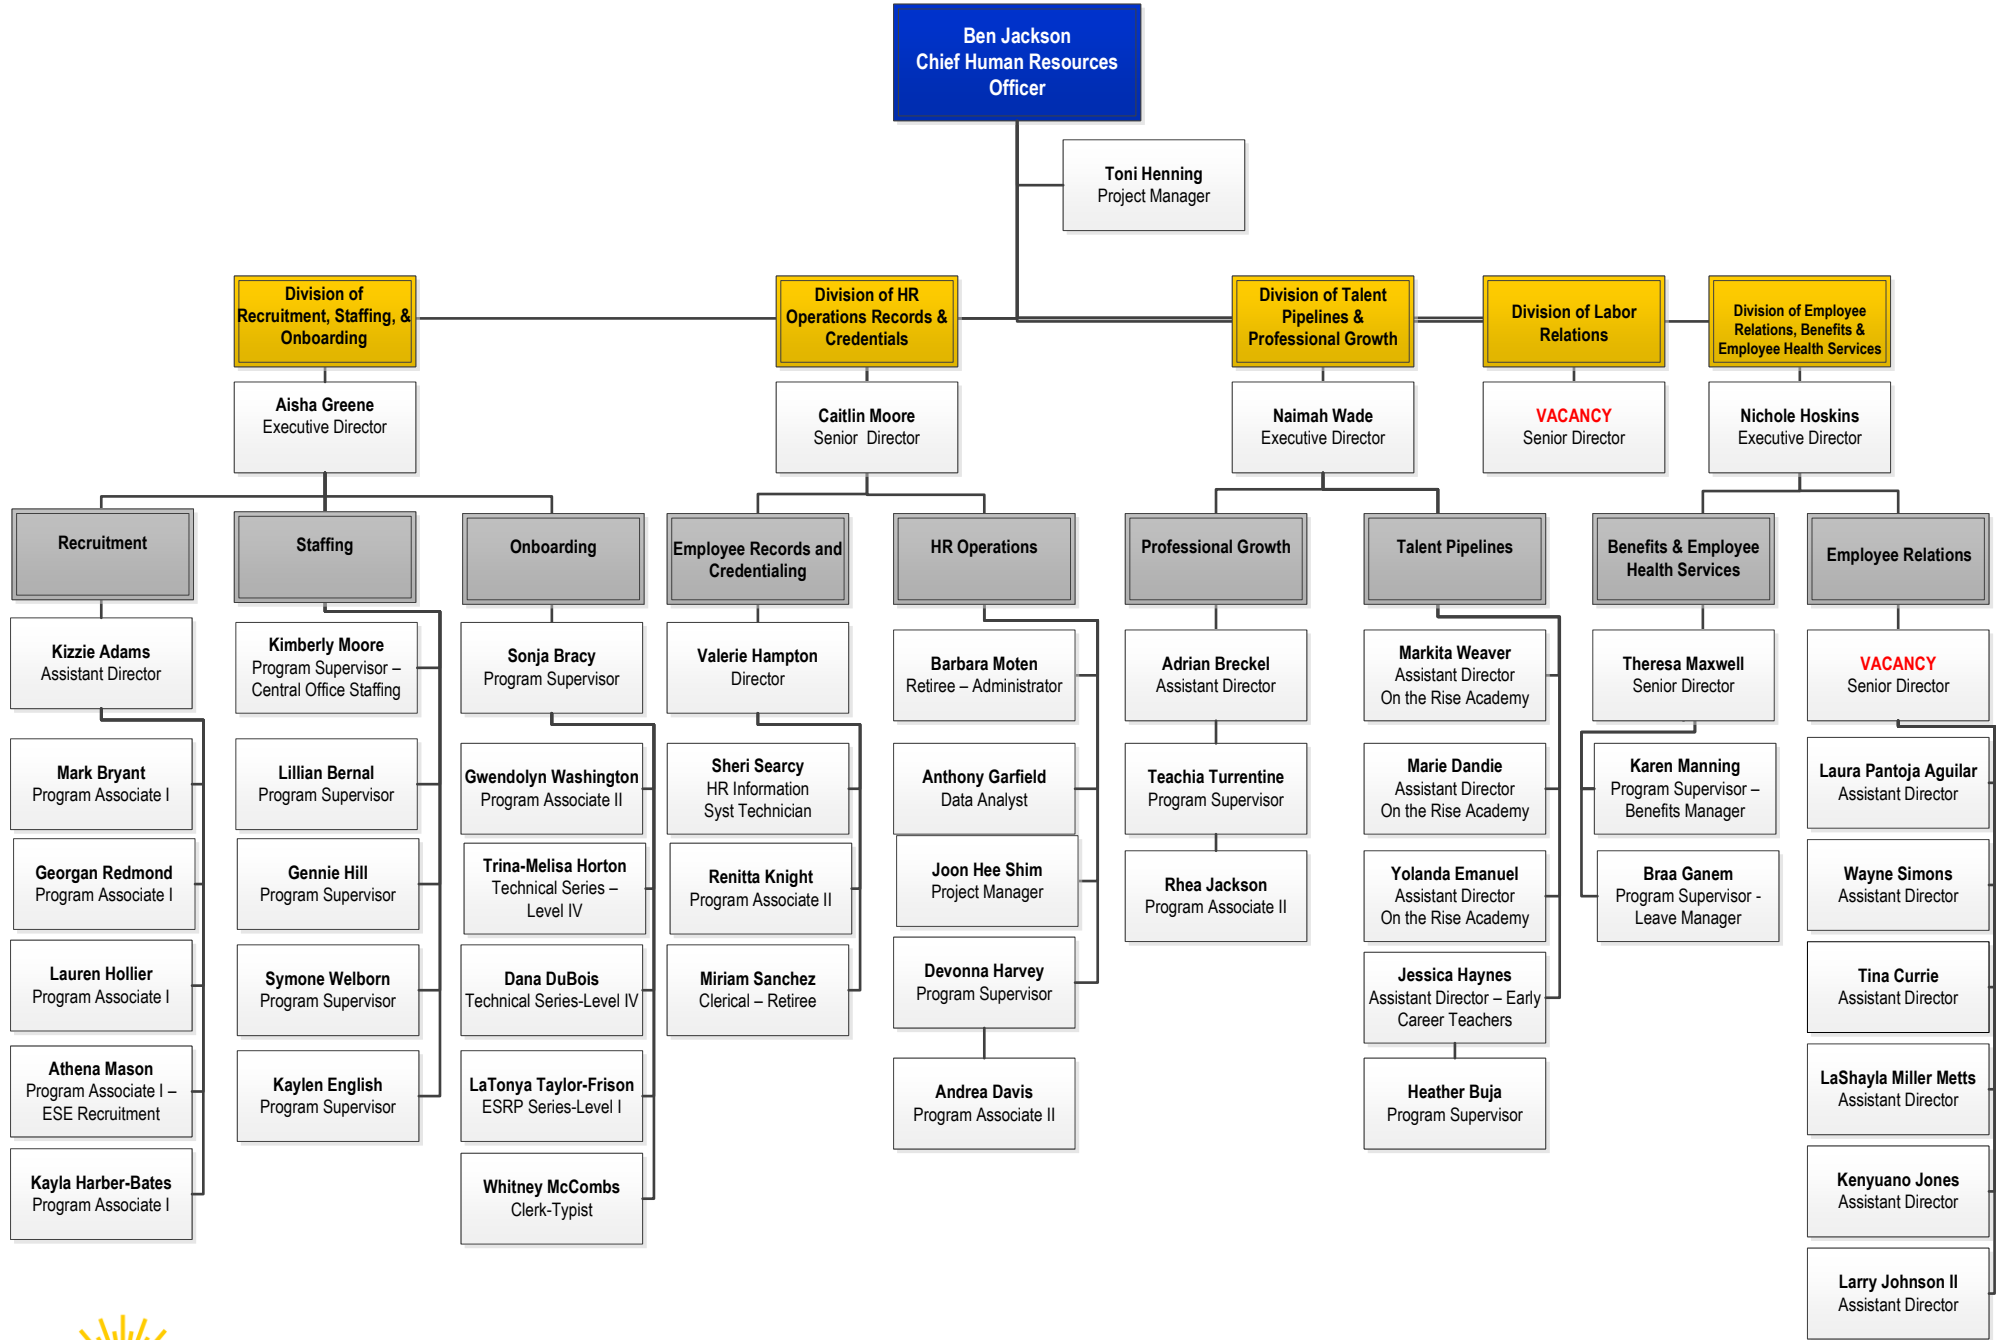 Ben Jackson
Chief Human Resources
Officer
Toni Henning
Project Manager
Division of
Recruitment, Staffing, &
Onboarding
Division of HR
Operations Records &
Credentials
Division of Talent
Pipelines &
Professional Growth
Division of Labor
Relations
Division of Employee
Relations, Benefits &
Employee Health Services
Aisha Greene
Executive Director
Caitlin Moore
Senior Director
Naimah Wade
Executive Director
VACANCY
Senior Director
Nichole Hoskins
Executive Director
Recruitment
Kizzie Adams
Assistant Director
Mark Bryant
Program Associate I
Georgan Redmond
Program Associate I
Lauren Hollier
Program Associate I
Athena Mason
Program Associate I –
ESE Recruitment
Kayla Harber-Bates
Program Associate I
Staffing
Kimberly Moore
Program Supervisor –
Central Office Staffing
Lillian Bernal
Program Supervisor
Gennie Hill
Program Supervisor
Symone Welborn
Program Supervisor
Kaylen English
Program Supervisor
Onboarding
Sonja Bracy
Program Supervisor
Gwendolyn Washington
Program Associate II
Trina-Melisa Horton
Technical Series –
Level IV
Dana DuBois
Technical Series-Level IV
LaTonya Taylor-Frison
ESRP Series-Level I
Whitney McCombs
Clerk-Typist
Employee Records and
Credentialing
Valerie Hampton
Director
Sheri Searcy
HR Information
Syst Technician
Renitta Knight
Program Associate II
Miriam Sanchez
Clerical – Retiree
HR Operations
Barbara Moten
Retiree – Administrator
Anthony Garfield
Data Analyst
Joon Hee Shim
Project Manager
Devonna Harvey
Program Supervisor
Andrea Davis
Program Associate II
Professional Growth
Adrian Breckel
Assistant Director
Teachia Turrentine
Program Supervisor
Rhea Jackson
Program Associate II
Talent Pipelines
Markita Weaver
Assistant Director
On the Rise Academy
Marie Dandie
Assistant Director
On the Rise Academy
Yolanda Emanuel
Assistant Director
On the Rise Academy
Jessica Haynes
Assistant Director – Early
Career Teachers
Heather Buja
Program Supervisor
Benefits & Employee
Health Services
Theresa Maxwell
Senior Director
Karen Manning
Program Supervisor –
Benefits Manager
Braa Ganem
Program Supervisor -
Leave Manager
Employee Relations
VACANCY
Senior Director
Laura Pantoja Aguilar
Assistant Director
Wayne Simons
Assistant Director
Tina Currie
Assistant Director
LaShayla Miller Metts
Assistant Director
Kenyuano Jones
Assistant Director
Larry Johnson II
Assistant Director